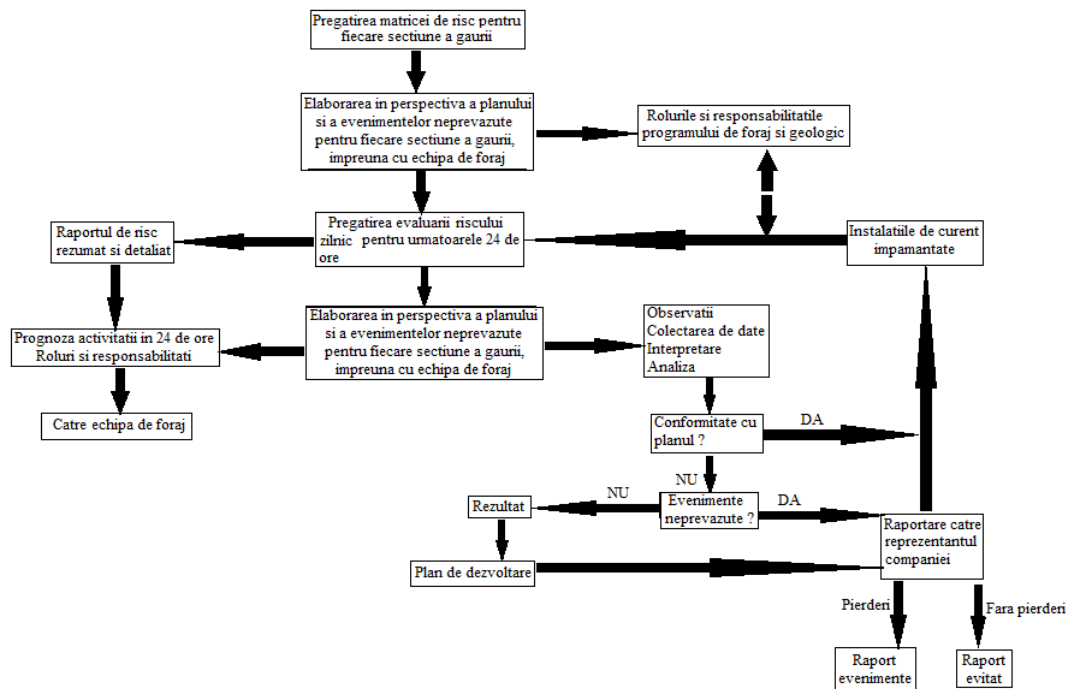 Pregatirea matricei de risc pentru
fiecare sectiune a gaurii
Elaborarea in perspectiva a planului
si a evenimentelor neprevazute
pentru fiecare sectiune a gaurii,
impreuna cu echipa de foraj
Rolurile si responsabilitatile
programului de foraj si geologic
Raportul de risc
rezumat si detaliat
Pregatirea evaluarii riscului
zilnic pentru urmatoarele 24 de
ore
Instalatiile de curent
impamantate
Prognoza activitatii in 24 de ore
Roluri si responsabilitati
Elaborarea in perspectiva a planului
si a evenimentelor neprevazute
pentru fiecare sectiune a gaurii,
impreuna cu echipa de foraj
Observatii
Colectarea de date
Interpretare
Analiza
Catre echipa de foraj
Conformitate cu
planul ?
DA
NU
Rezultat
NU
Evenimente
neprevazute ?
DA
Raportare catre
reprezentantul
companiei
Plan de dezvoltare
Pierderi
Fara pierderi
Raport
evenimente
Raport
evitat